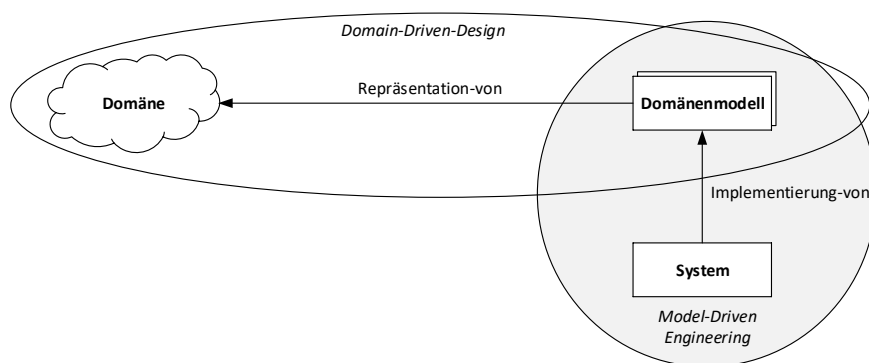 Domain-Driven-Design
Domäne
Repräsentation-von
Domänenmodell
Implementierung-von
System
Model-Driven
Engineering